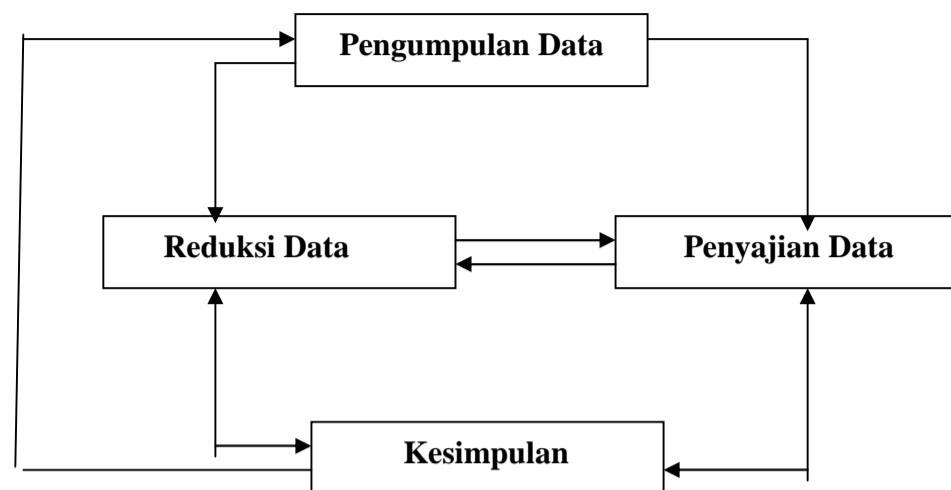 Pengumpulan Data
Reduksi Data
Penyajian Data
Kesimpulan